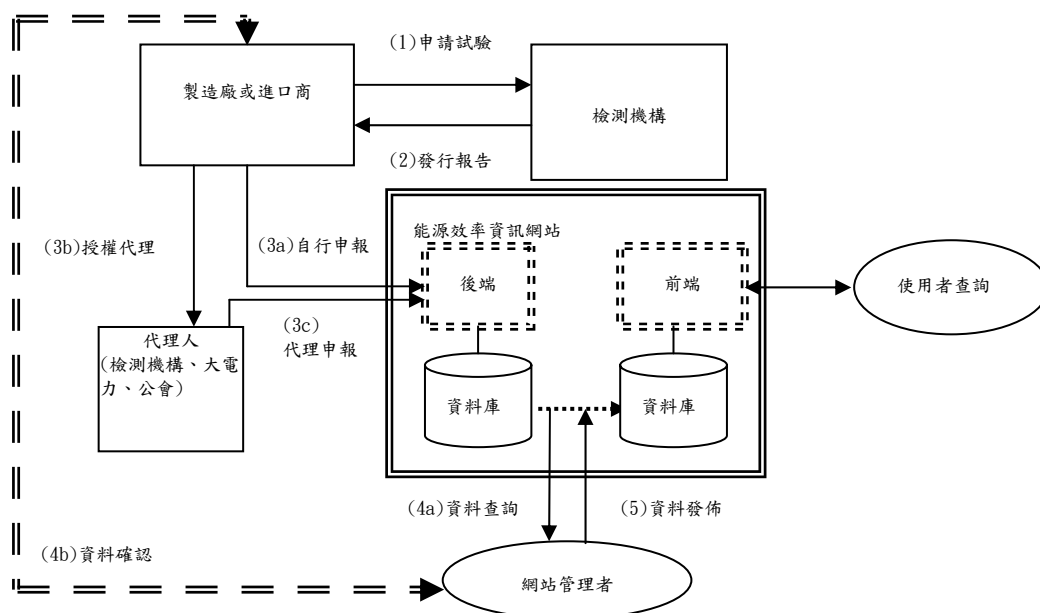 (1)申請試驗
製造廠或進口商
檢測機構
(2)發行報告
能源效率資訊網站
(3b)授權代理
(3a)自行申報
後端
前端
使用者查詢
(3c)
代理申報
代理人
(檢測機構、大電
力、公會)
資料庫
資料庫
(4a)資料查詢
(5)資料發佈
(4b)資料確認
網站管理者